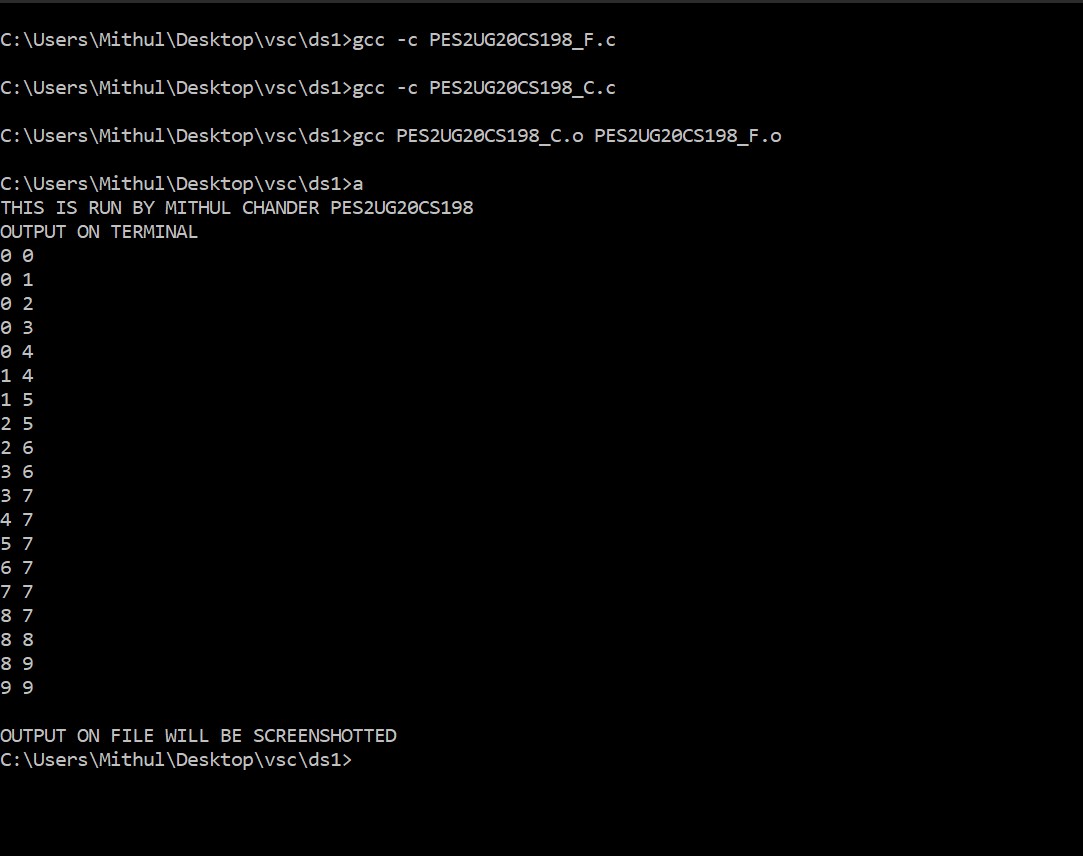 C:\Users\Mithul\Desktop\vsc\ds1>gcc -c PES2UG20CS198_F.c
C:\Users\Mithul\Desktop\vsc\ds1>gcc -c PES2UG20CS198_C.c
C:\Users\Mithul\Desktop\vsc\ds1>gcc PES2UG20CS198_C.o PES2UG20CS198_F.o
C:\Users\Mithul\Desktop\vsc\ds1>a
THIS IS RUN BY MITHUL CHANDER PES2UG20CS198
OUTPUT ON TERMINAL
0 0
0 1
0 2
0 3
0 4
1 4
1 5
2 5
2 6
3 6
3 7
4 7
5 7
6 7
7 7
8 7
8 8
8 9
9 9
OUTPUT ON FILE WILL BE SCREENSHOTTED
C:\Users\Mithul\Desktop\vsc\ds1>